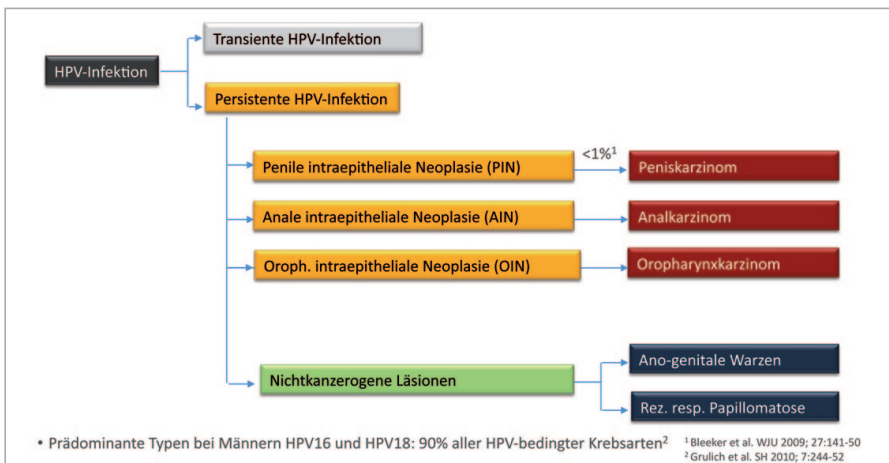 Transiente HPV-Infektion
HPV-Infektion
Persistente HPV-Infektion
Penile intraepitheliale Neoplasie (PIN)
<1%¹
Peniskarzinom
Anale intraepitheliale Neoplasie (AIN)
Analkarzinom
Oroph. intraepitheliale Neoplasie (OIN)
Oropharynxkarzinom
Ano-genitale Warzen
Nichtkanzerogene Läsionen
Rez. resp. Papillomatose
• Prädominante Typen bei Männern HPV16 und HPV18: 90% aller HPV-bedingter Krebsarten²
¹ Bleeker et al. WJU 2009; 27:141-50
² Grulich et al. SH 2010; 7:244-52